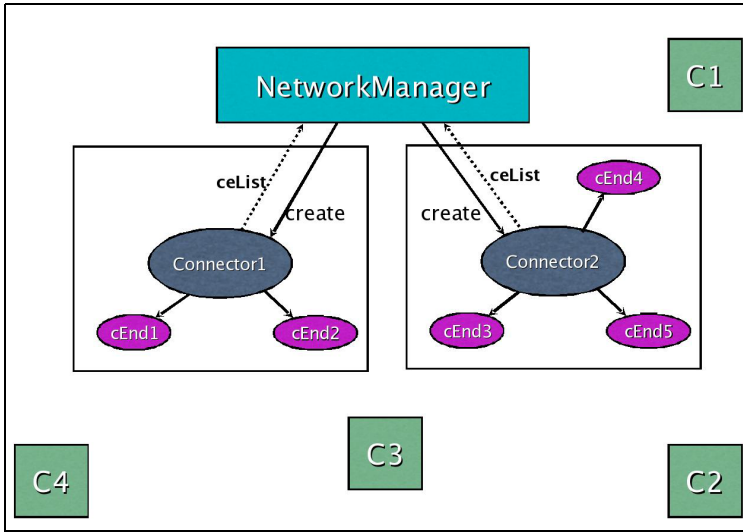 NetworkManager
C1
ceList
create
Connector1
cEnd1
cEnd2
ceList
create
cEnd4
Connector2
cEnd3
cEnd5
C4
C3
C2